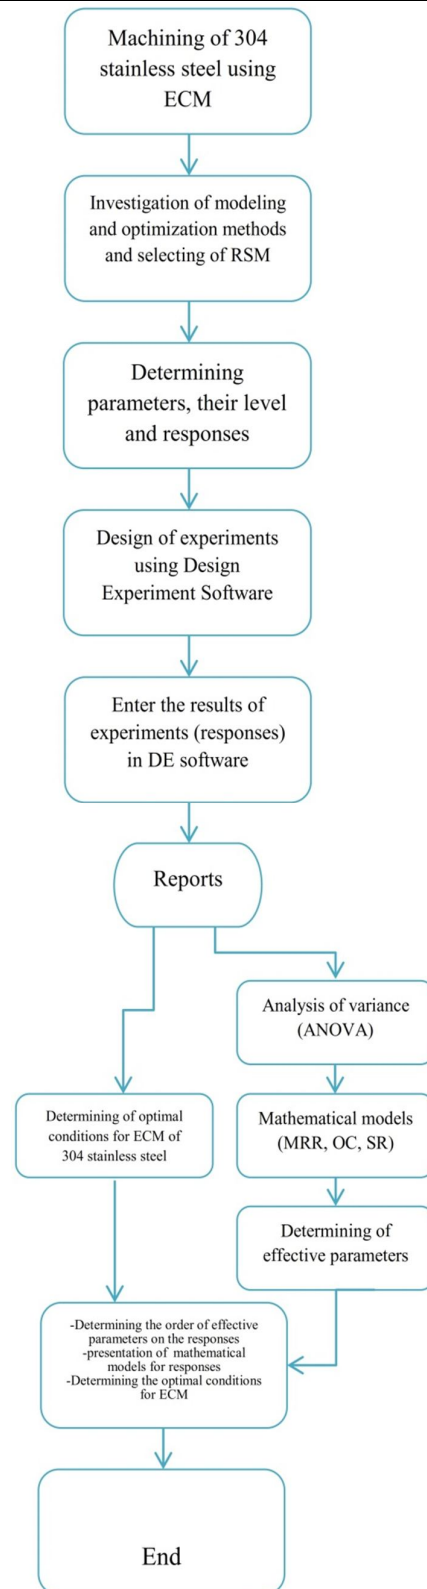 Machining of 304
stainless steel using
ECM
Investigation of modeling
and optimization methods
and selecting of RSM
Determining
parameters, their level
and responses
Design of experiments
using Design
Experiment Software
Enter the results of
experiments (responses)
in DE software
Reports
Analysis of variance
(ANOVA)
Determining of optimal
conditions for ECM of
304 stainless steel
Mathematical models
(MRR, OC, SR)
Determining of
effective parameters
-Determining the order of effective
parameters on the responses
-presentation of mathematical
models for responses
-Determining the optimal conditions
for ECM
End